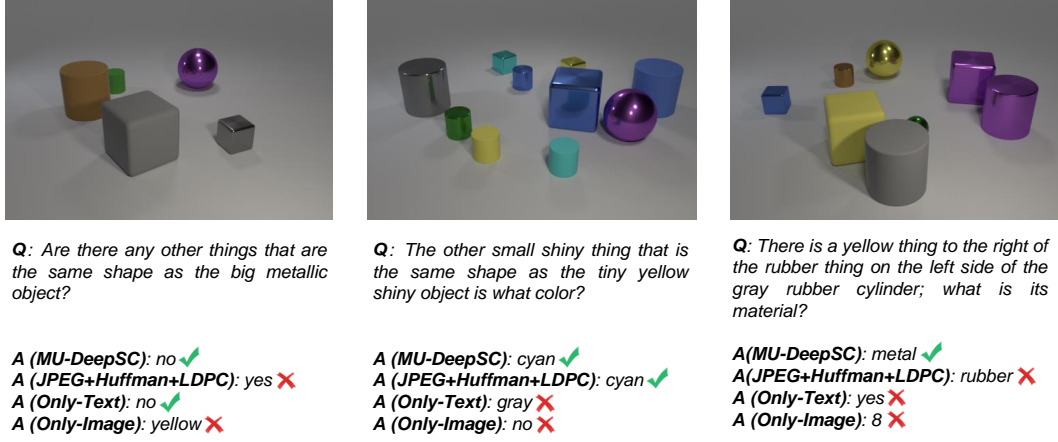 Q: Are there any other things that are
the same shape as the big metallic
object?
A (MU-DeepSC): no
A (JPEG+Huffman+LDPC): yes
A (Only-Text): no
A (Only-Image): yellow
Q: The other small shiny thing that is
the same shape as the tiny yellow
shiny object is what color?
A (MU-DeepSC): cyan
A (JPEG+Huffman+LDPC): cyan
A (Only-Text): gray
A (Only-Image): no
Q: There is a yellow thing to the right of
the rubber thing on the left side of the
gray rubber cylinder; what is its
material?
A(MU-DeepSC): metal
A(JPEG+Huffman+LDPC): rubber
A (Only-Text): yes
A (Only-Image): 8